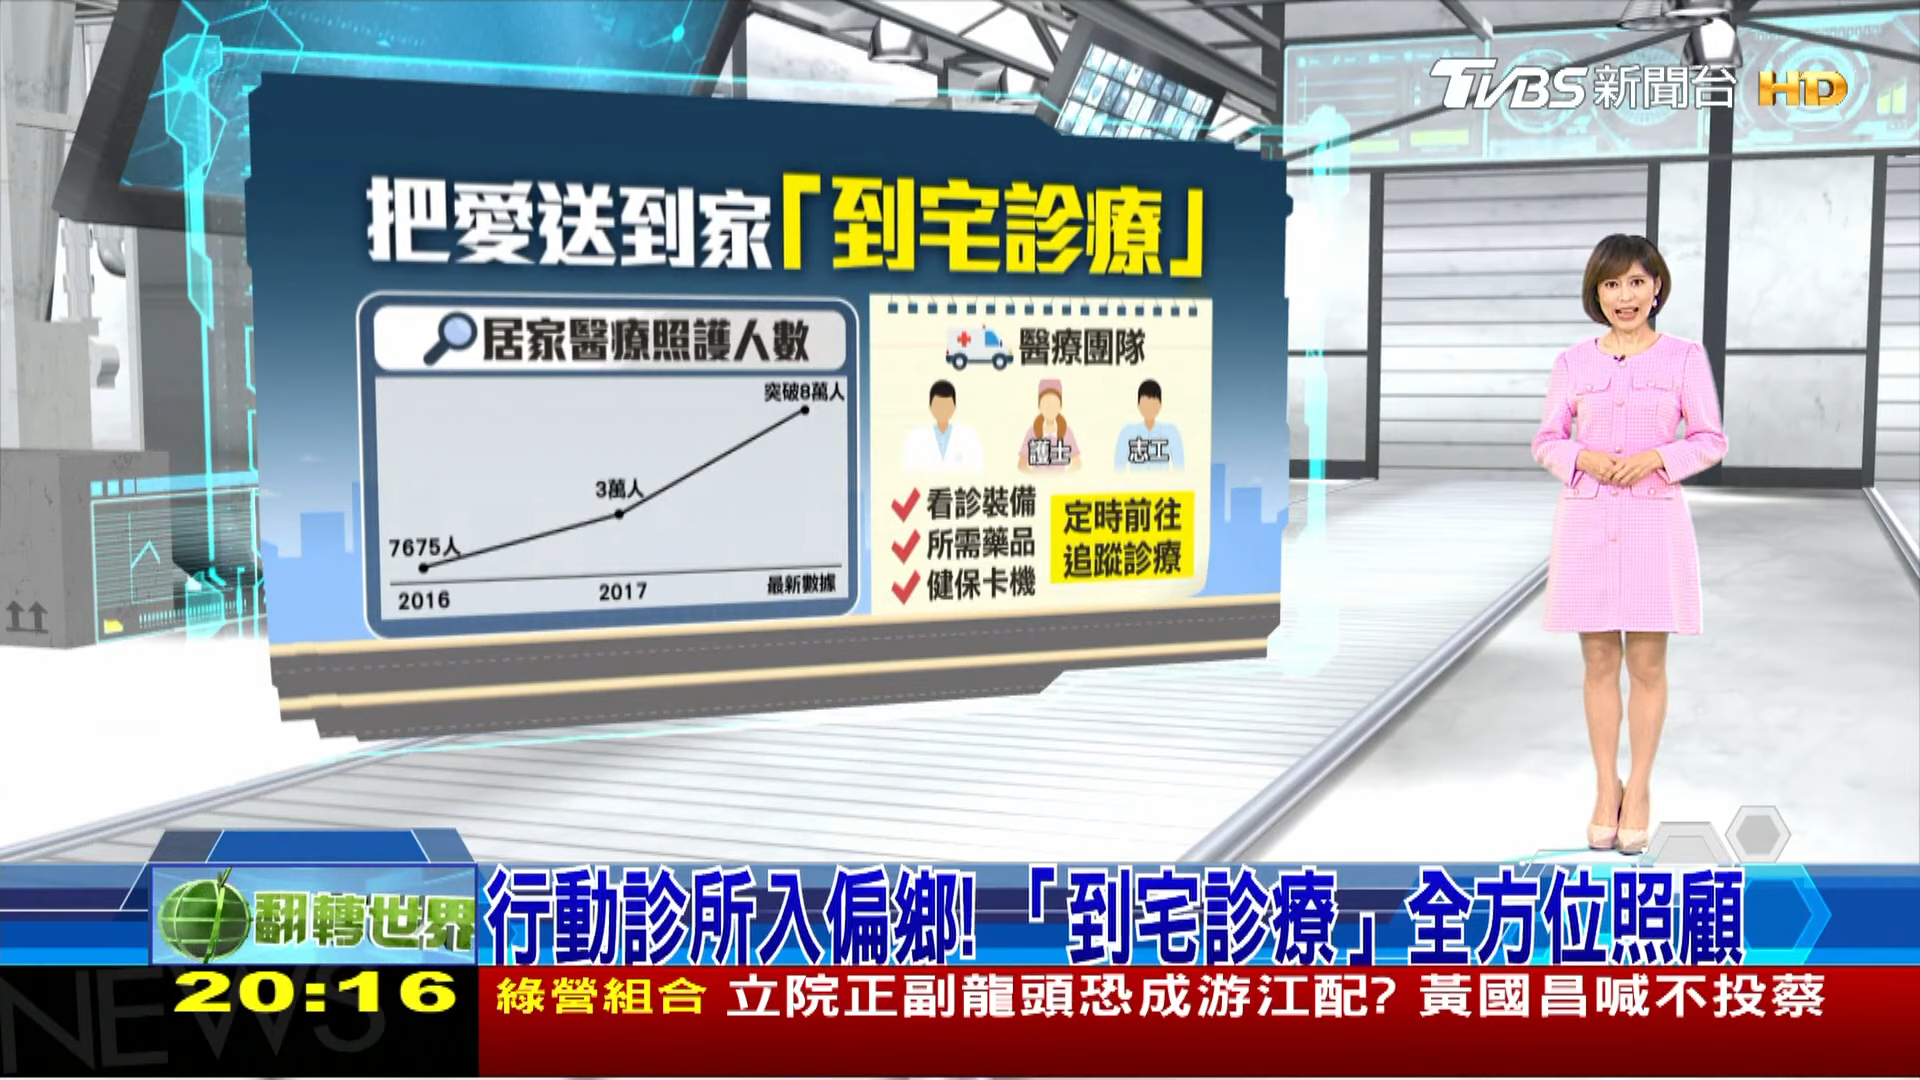 TVBS新聞台 HD
把愛送到家「到宅診療」
居家醫療照護人數
突破8萬人
3萬人
7675人
2016
2017
最新數據
醫療團隊
護士
志工
看診裝備
所需藥品
健保卡機
定時前往
追蹤診療
翻轉世界
行動診所入偏鄉!「到宅診療」全方位照顧
NEWS
20:16
綠營組合 立院正副龍頭恐成游江配? 黃國昌喊不投蔡